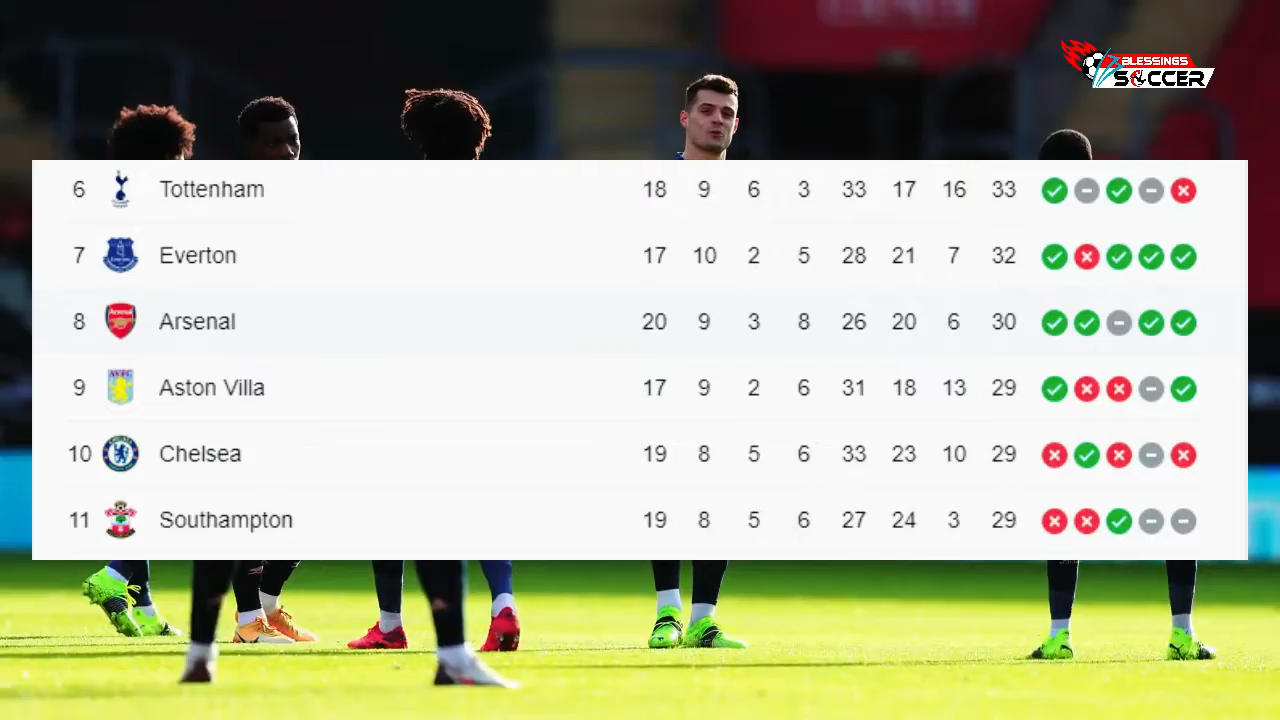 BLESSINGS
SOCCER
6 Tottenham 18 9 6 3 33 17 16 33
7 Everton 17 10 2 5 28 21 7 32
8 Arsenal 20 9 3 8 26 20 6 30
9 Aston Villa 17 9 2 6 31 18 13 29
10 Chelsea 19 8 5 6 33 23 10 29
11 Southampton 19 8 5 6 27 24 3 29